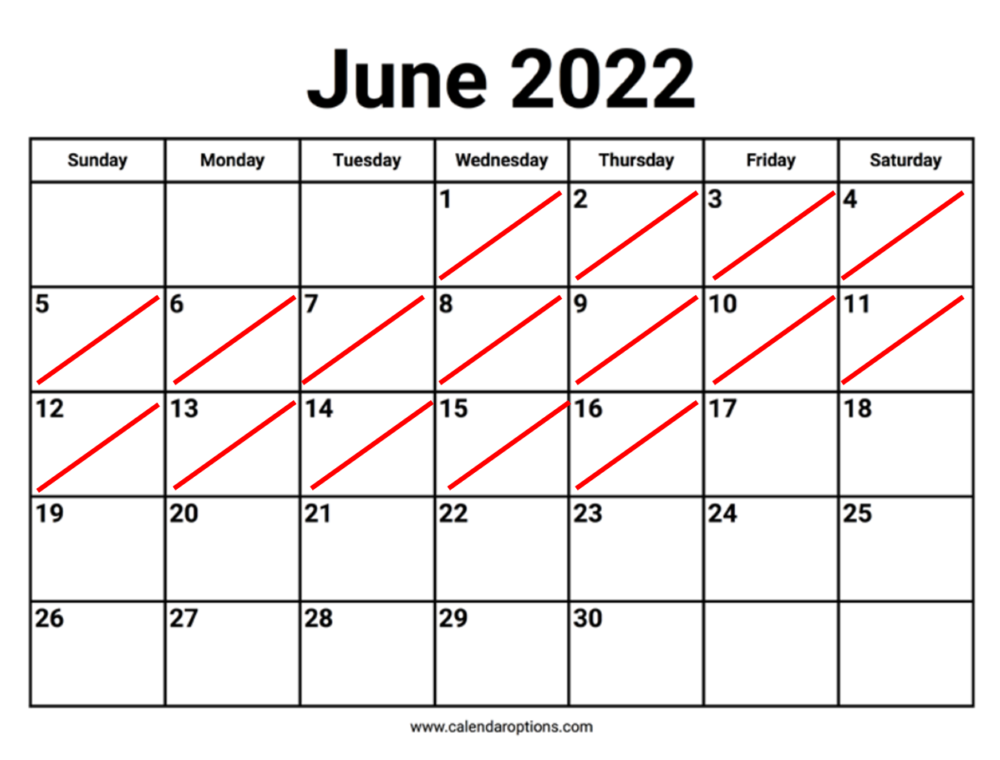 June 2022
Sunday Monday Tuesday Wednesday Thursday Friday Saturday
1 2 3 4
5 6 7 8 9 10 11
12 13 14 15 16 17 18
19 20 21 22 23 24 25
26 27 28 29 30
www.calendaroptions.com